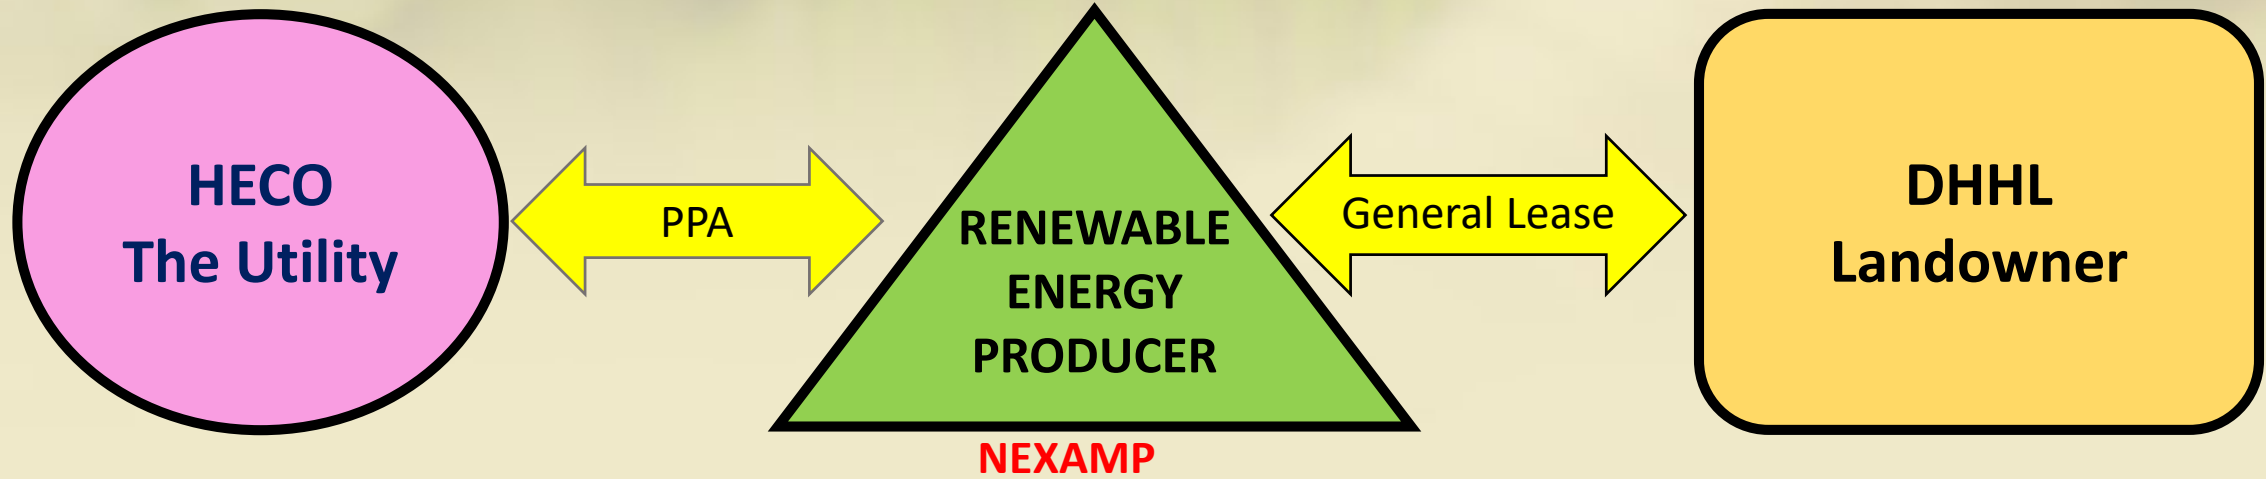 HECO
The Utility
PPA
RENEWABLE
ENERGY
PRODUCER
NEXAMP
General Lease
DHHL
Landowner